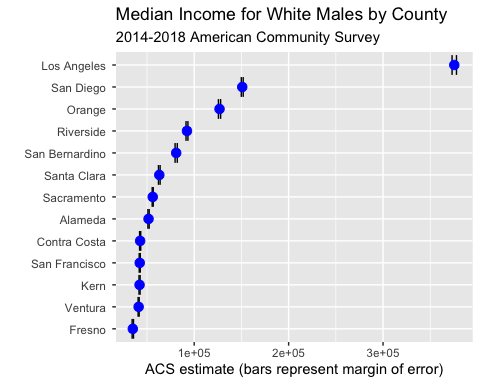 Median Income for White Males by County
2014-2018 American Community Survey
Los Angeles
San Diego
Orange
Riverside
San Bernardino
Santa Clara
Sacramento
Alameda
Contra Costa
San Francisco
Kern
Ventura
Fresno
1e+05 2e+05 3e+05
ACS estimate (bars represent margin of error)